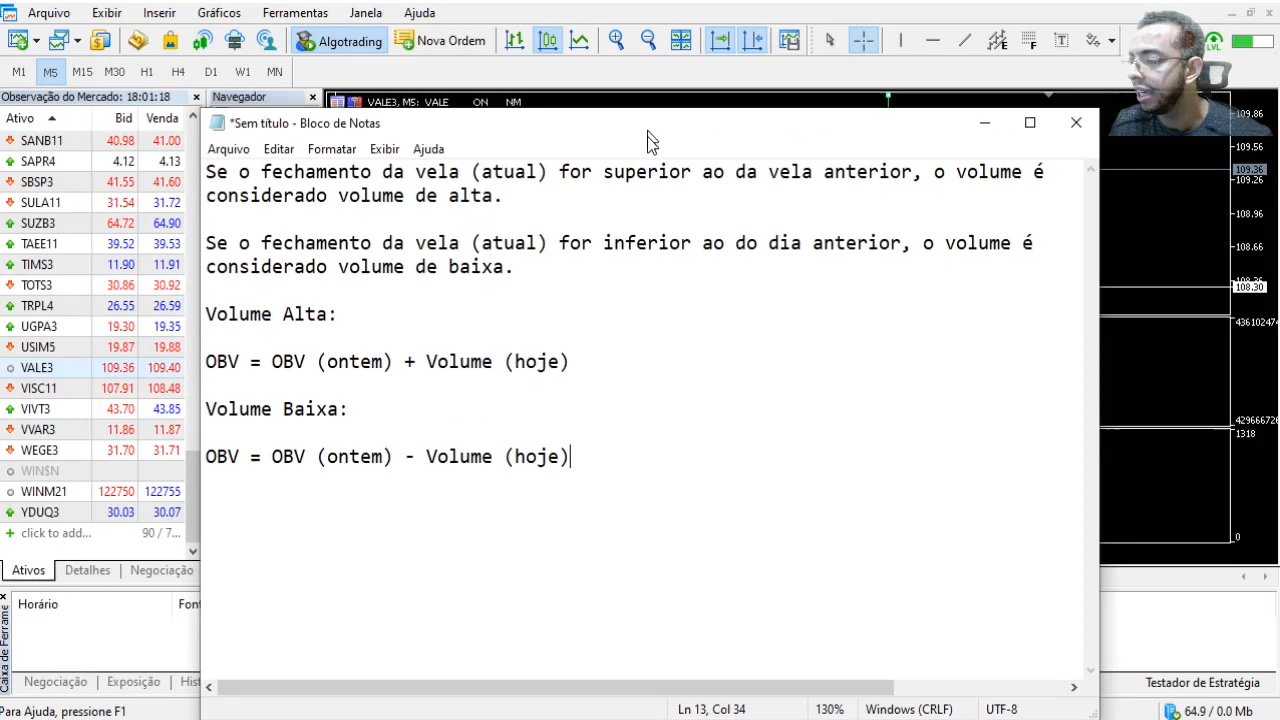 Arquivo Exibir Inserir Gráficos Ferramentas Janela Ajuda
Algotrading Nova Ordem
LVL
M1 M5 M15 M30 H1 H4 D1 W1 MN
Observação do Mercado: 18:01:18
Navegador
VALE3, M5: VALE ON NM
Ativo Bid Venda
SANB11 40.98 41.00
SAPR4 4.12 4.13
SBSP3 41.55 41.60
SULA11 31.54 31.72
SUZB3 64.72 64.90
TAEE11 39.52 39.53
TIMS3 11.90 11.91
TOTS3 30.86 30.92
TRPL4 26.55 26.59
UGPA3 19.30 19.35
USIM5 19.87 19.88
VALE3 109.36 109.40
VISC11 107.91 108.48
VIVT3 43.70 43.85
VVAR3 11.86 11.87
WEGE3 31.70 31.71
WIN$N
WINM21 122750 122755
YDUQ3 30.03 30.07
click to add... 90 / 7...
Ativos Detalhes Negociação
*Sem título - Bloco de Notas
Arquivo Editar Formatar Exibir Ajuda
Se o fechamento da vela (atual) for superior ao da vela anterior, o volume é
considerado volume de alta.
Se o fechamento da vela (atual) for inferior ao do dia anterior, o volume é
considerado volume de baixa.
Volume Alta:
OBV = OBV (ontem) + Volume (hoje)
Volume Baixa:
OBV = OBV (ontem) - Volume (hoje)
Ln 13, Col 34 130% Windows (CRLF) UTF-8
109.86
109.56
109.36
109.26
108.96
108.66
108.30
1318
0
Horário
Caixa de Ferrame
Negociação Exposição
Testador de Estratégia
Para Ajuda, pressione F1
64.9 / 0.0 Mb